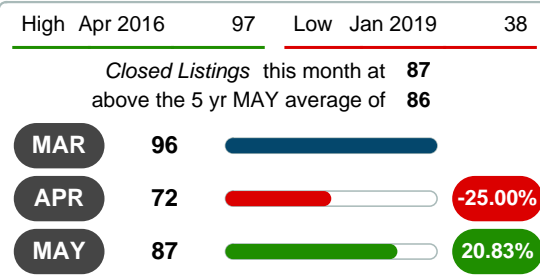 High Apr 2016 97 Low Jan 2019 38
Closed Listings this month at 87
above the 5 yr MAY average of 86
MAR 96
APR 72 -25.00%
MAY 87 20.83%